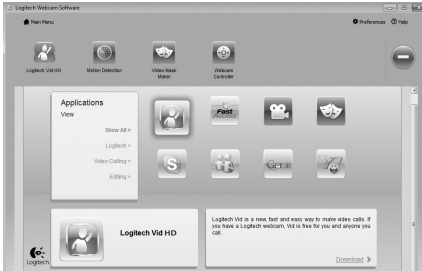 Logitech Webcam Software
Main Menu
Preferences
Help
Logitech Vid HD
Motion Detection
Video Mask
Maker
Webcam
Controller
Applications
View
Show All >
Logitech >
Video Calling >
Editing >
Fast
Logitech Vid HD
Logitech Vid is a new, fast and easy way to make video calls. If
you have a Logitech webcam, Vid is free for you and anyone you
call.
Download >
Logitech